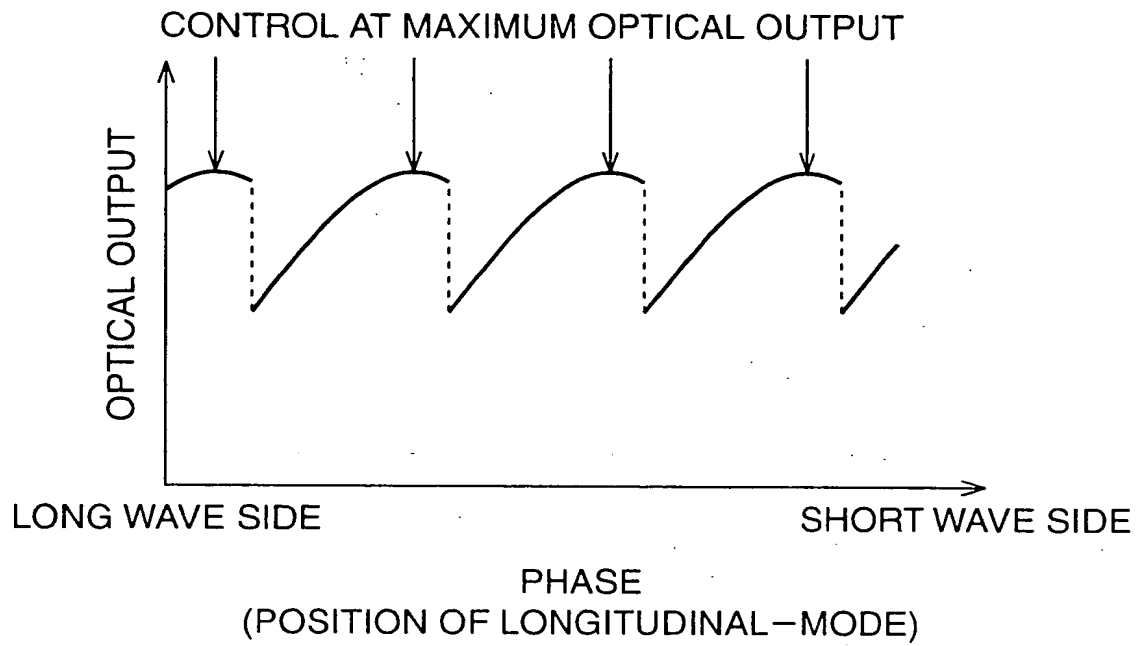 CONTROL AT MAXIMUM OPTICAL OUTPUT
OPTICAL OUTPUT
LONG WAVE SIDE
SHORT WAVE SIDE
PHASE
(POSITION OF LONGITUDINAL−MODE)